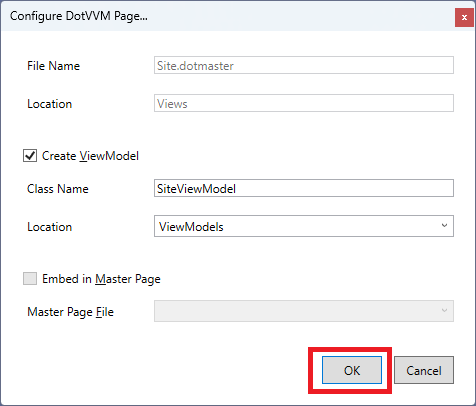 Configure DotVVM Page...
x
File Name Site.dotmaster
Location Views
Create ViewModel
Class Name SiteViewModel
Location ViewModels
Embed in Master Page
Master Page File
OK Cancel